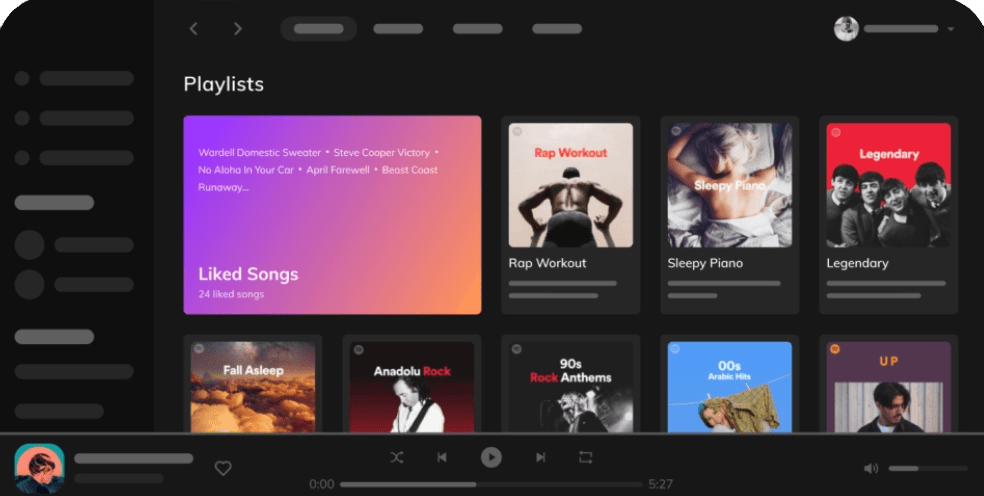 Playlists
Wardell Domestic Sweater • Steve Cooper Victory •
No Aloha In Your Car • April Farewell • Beast Coast
Runaway...
Liked Songs
24 liked songs
Rap Workout
Rap Workout
Sleepy Piano
Sleepy Piano
Legendary
Legendary
Fall Asleep
Anadolu Rock
90s
Rock Anthems
00s
Arabic Hits
UP
0:00
5:27